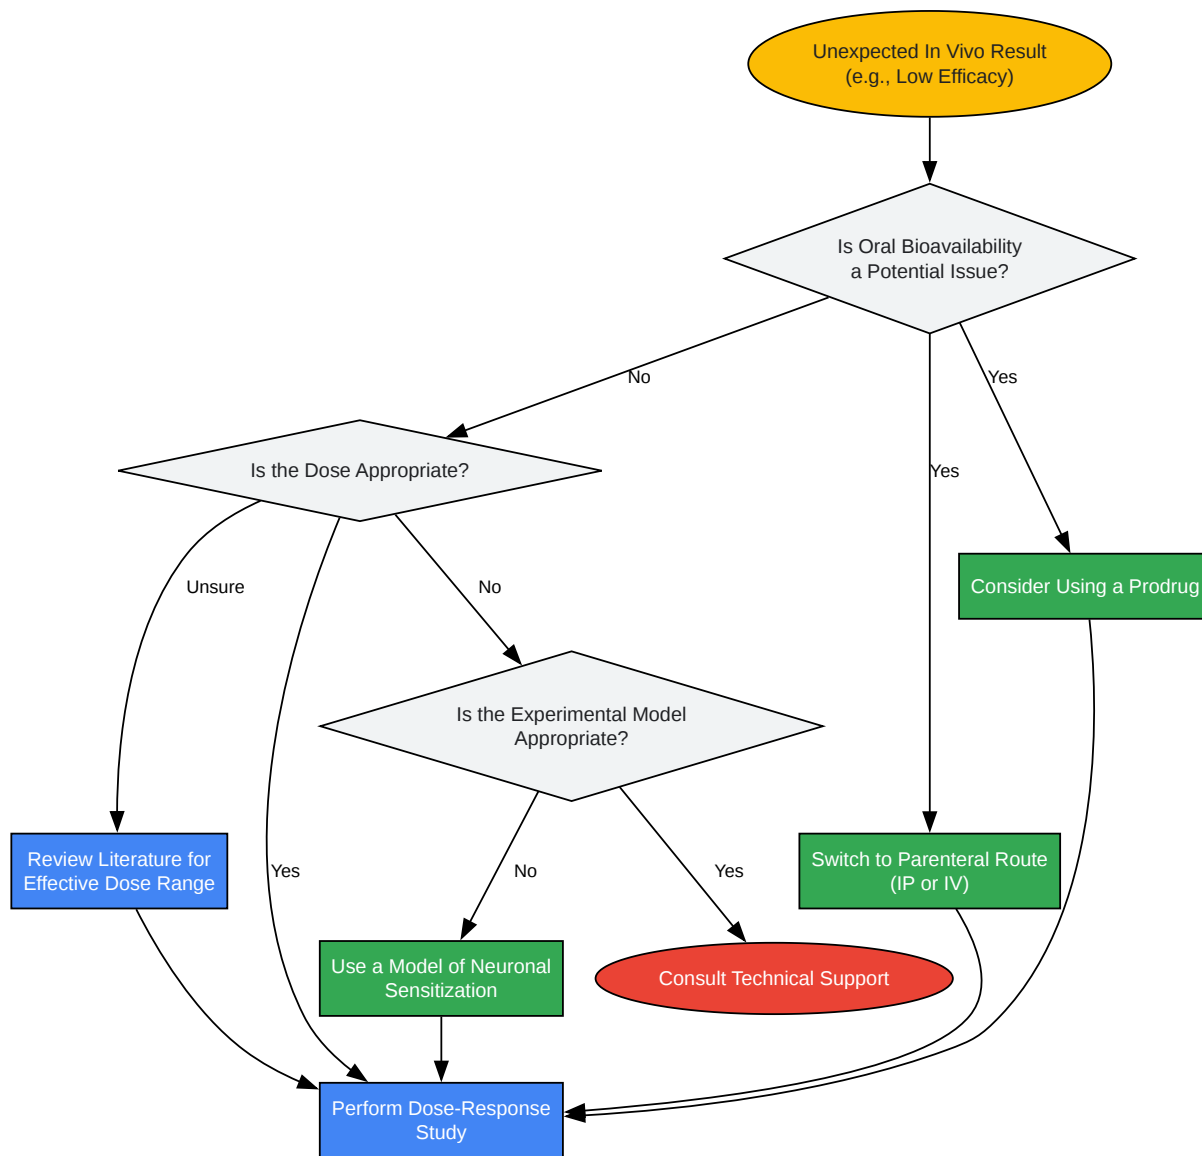 Unexpected In Vivo Result
(e.g., Low Efficacy)
Is Oral Bioavailability
a Potential Issue?
No
Yes
Yes
Is the Dose Appropriate?
Unsure
No
Yes
Consider Using a Prodrug
Is the Experimental Model
Appropriate?
No
Yes
Review Literature for
Effective Dose Range
Switch to Parenteral Route
(IP or IV)
Use a Model of Neuronal
Sensitization
Consult Technical Support
Perform Dose-Response
Study